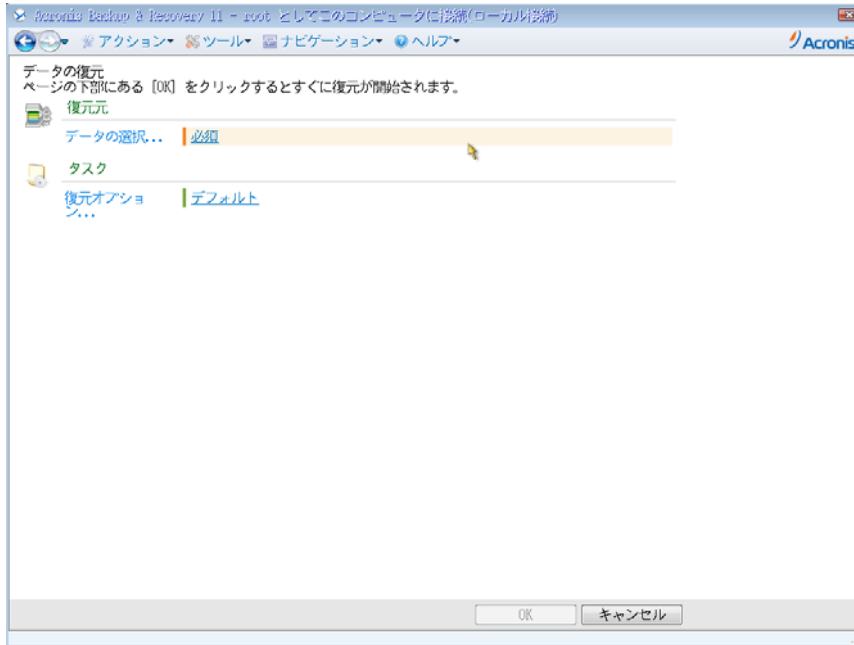 Acronis Backup & Recovery 11 - root としてこのコンピュータに接続(ローカル接続)
アクション ツール ナビゲーション ヘルプ
Acronis
データの復元
ページの下部にある [OK] をクリックするとすぐに復元が開始されます。
復元元
データの選択... 必須
タスク
復元オプショ デフォルト
ン...
OK キャンセル